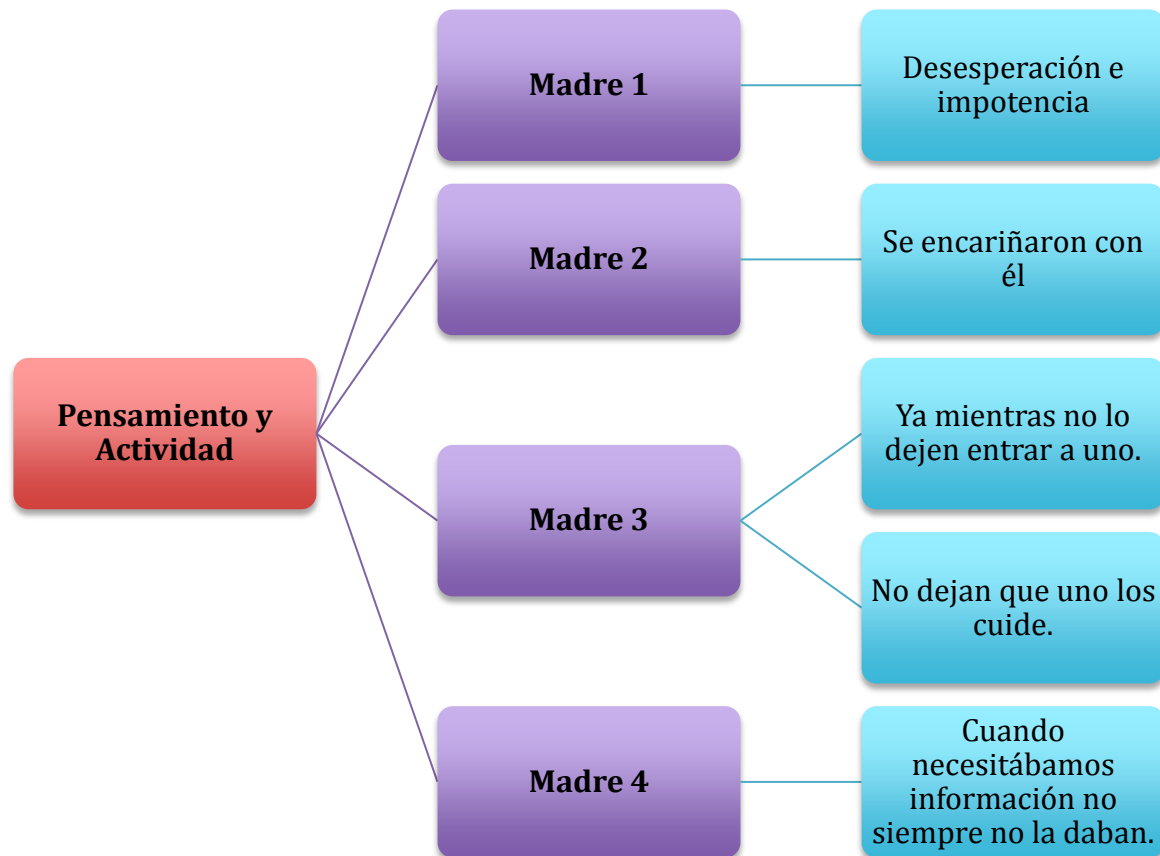 Madre 1
Desesperación e
impotencia
Madre 2
Se encariñaron con
él
Pensamiento y
Actividad
Madre 3
Ya mientras no lo
dejen entrar a uno.
No dejan que uno los
cuide.
Madre 4
Cuando
necesitábamos
información no
siempre no la daban.